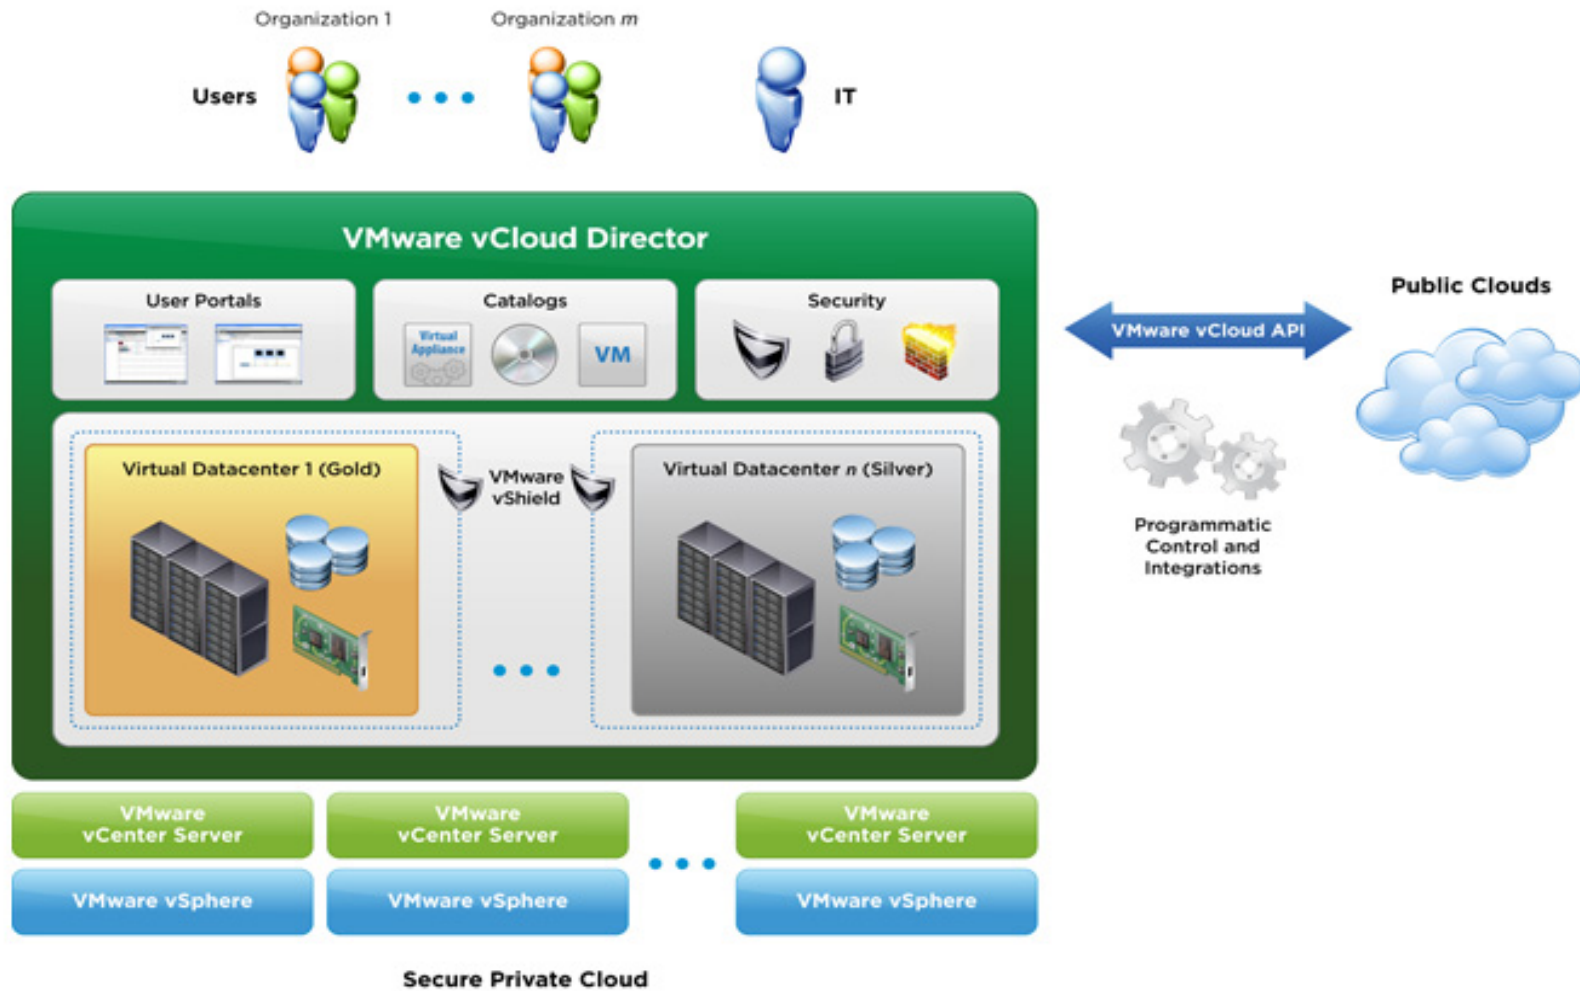 Organization 1
Organization m
Users
IT
VMware vCloud Director
User Portals
Catalogs
Security
Virtual
Appliance
VM
VMware vCloud API
Public Clouds
Virtual Datacenter 1 (Gold)
VMware
vShield
Virtual Datacenter n (Silver)
Programmatic
Control and
Integrations
VMware
vCenter Server
VMware
vCenter Server
VMware
vCenter Server
VMware vSphere
VMware vSphere
VMware vSphere
Secure Private Cloud